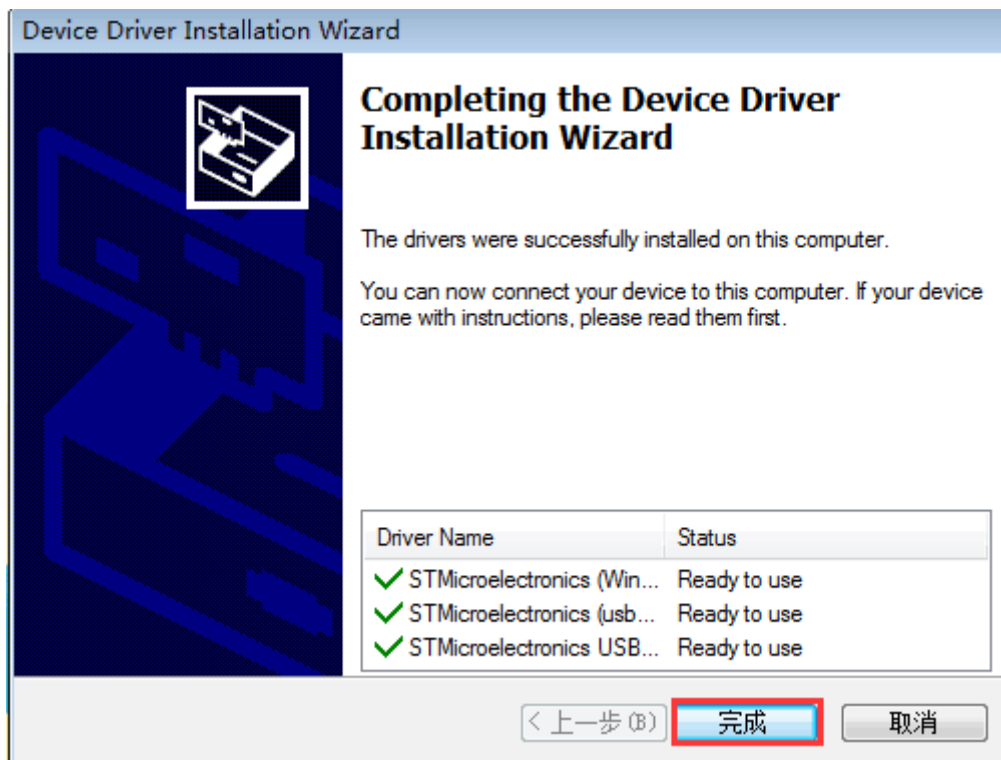 Device Driver Installation Wizard
Completing the Device Driver
Installation Wizard
The drivers were successfully installed on this computer.
You can now connect your device to this computer. If your device
came with instructions, please read them first.
Driver Name Status
STMicroelectronics (Win... Ready to use
STMicroelectronics (usb... Ready to use
STMicroelectronics USB... Ready to use
< 上一步(B) 完成 取消